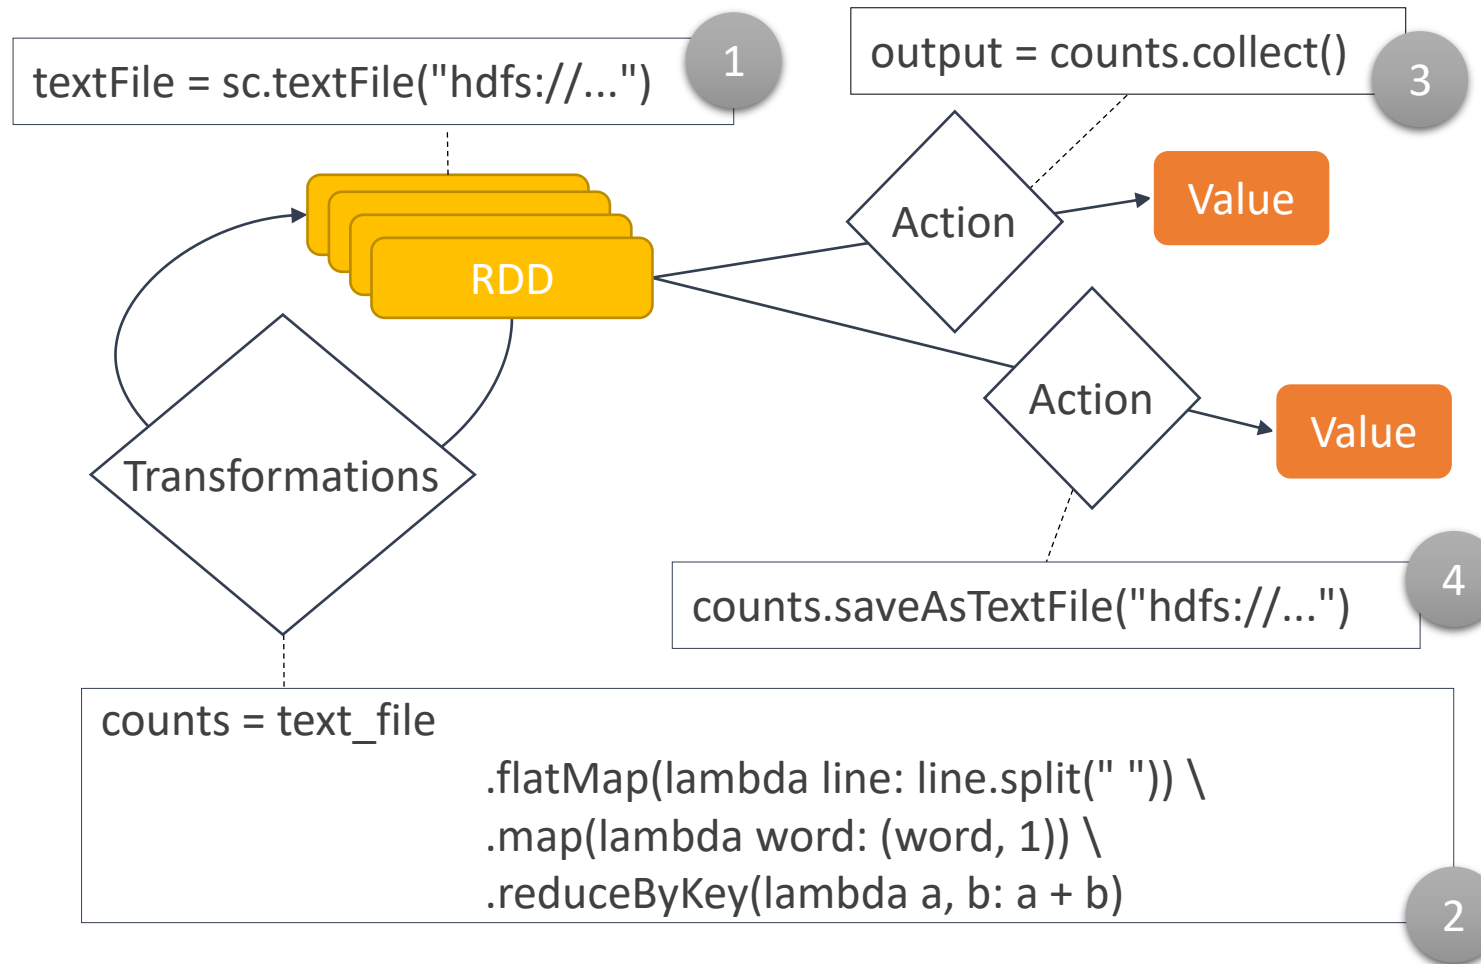 textFile = sc.textFile("hdfs://...")
1
output = counts.collect()
3
RDD
Action
Value
Action
Value
Transformations
counts.saveAsTextFile("hdfs://...")
4
counts = text_file
.flatMap(lambda line: line.split(" ")) \
.map(lambda word: (word, 1)) \
.reduceByKey(lambda a, b: a + b)
2